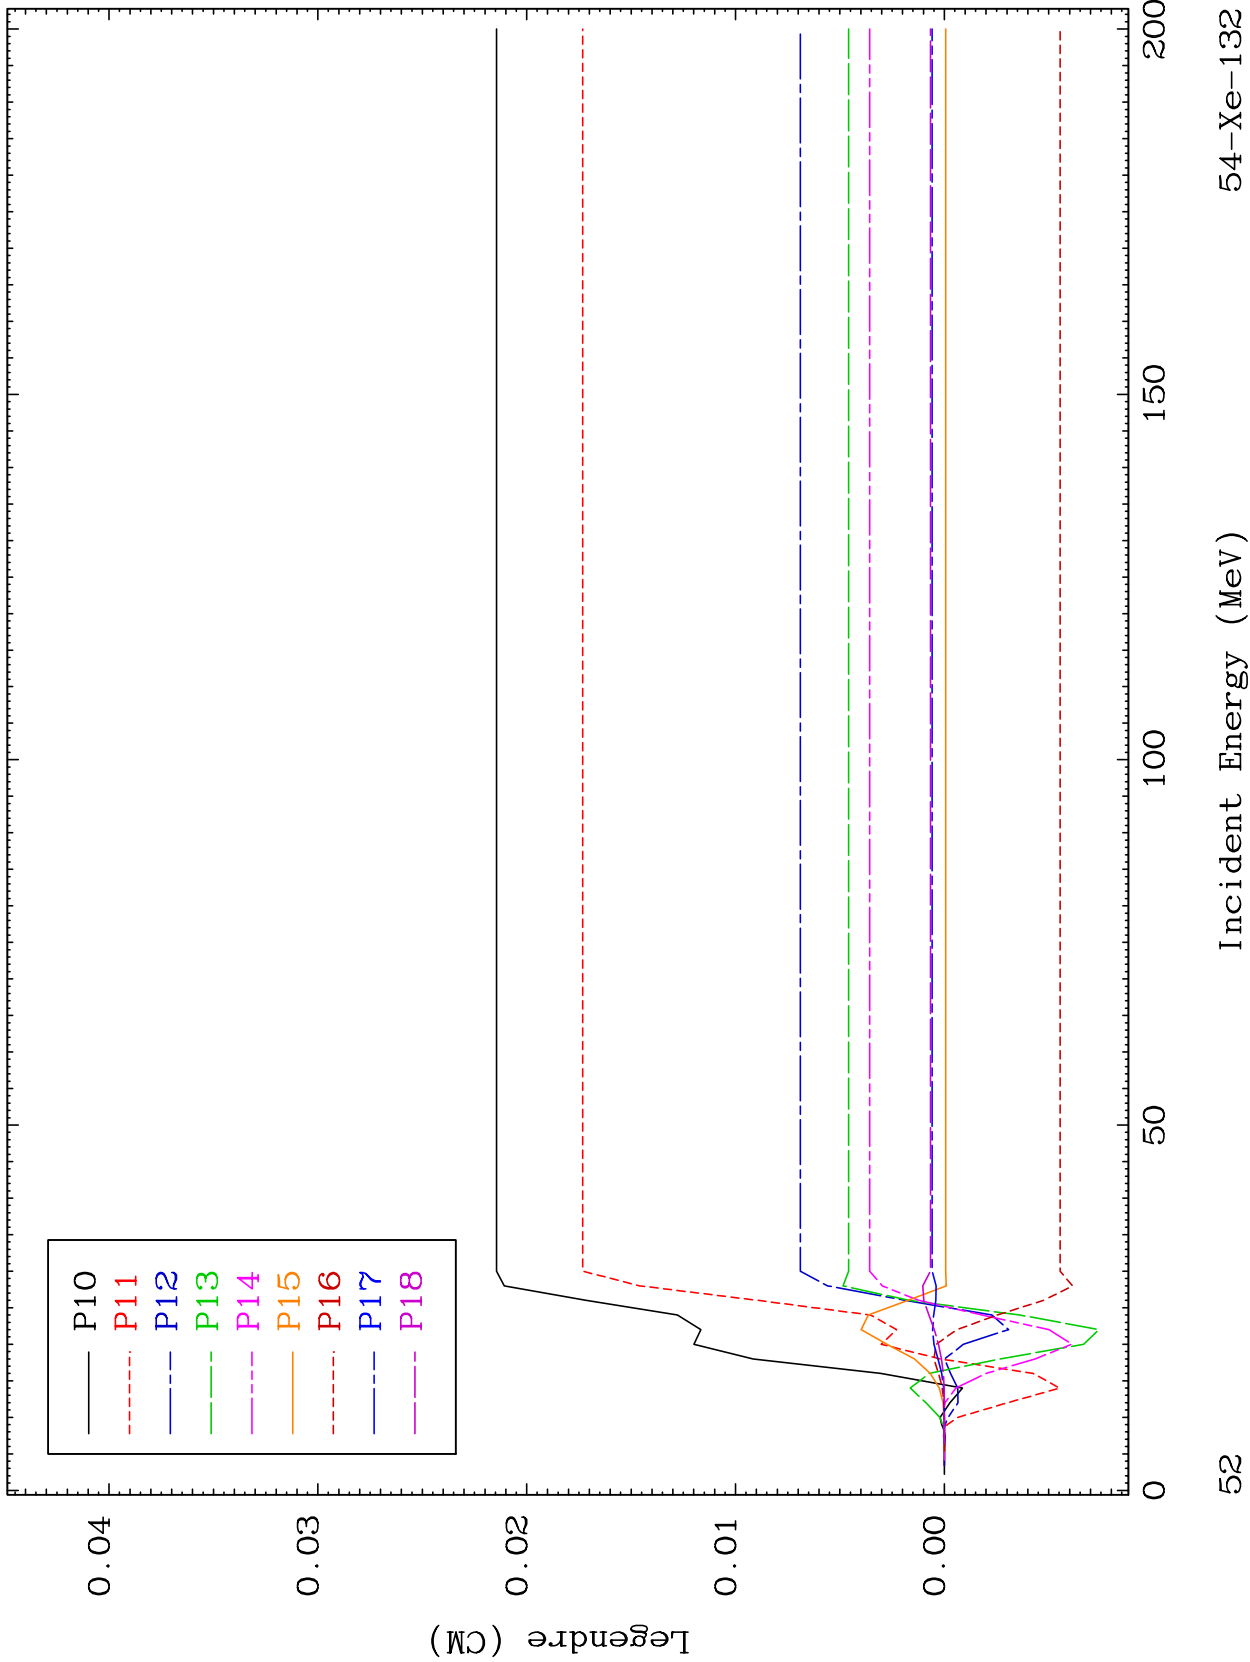 P10
P11
P12
P13
P14
P15
P16
P17
P18
0.04
0.03
0.02
0.01
0.00
Legendre (CM)
0
50
100
150
200
52
Incident Energy (MeV)
54-Xe-132